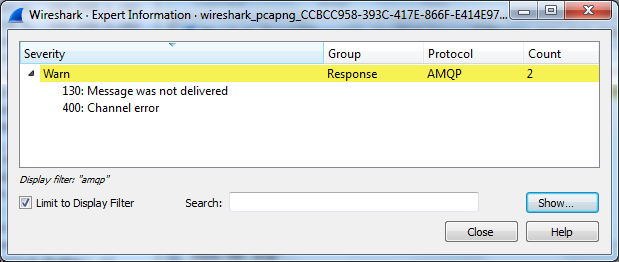 Wireshark · Expert Information · wireshark_pcapng_CCBCC958-393C-417E-866F-E414E97...
Severity Group Protocol Count
Warn Response AMQP 2
130: Message was not delivered
400: Channel error
Display filter: "amqp"
Limit to Display Filter Search: Show...
Close Help